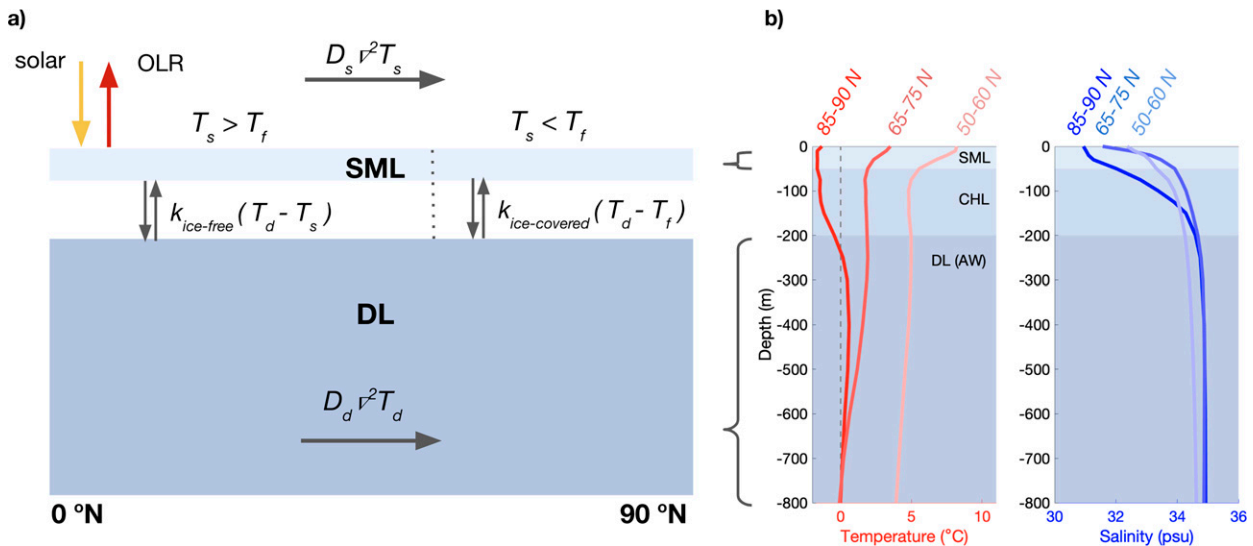 a)
solar
OLR
D_s ∇²T_s
T_s > T_f
T_s < T_f
SML
k_ice-free (T_d - T_s)
k_ice-covered (T_d - T_f)
DL
D_d ∇²T_d
0 ºN
90 ºN
b)
85-90 N
65-75 N
50-60 N
85-90 N
65-75 N
50-60 N
SML
CHL
DL (AW)
Depth (m)
0
-100
-200
-300
-400
-500
-600
-700
-800
0
5
10
Temperature (°C)
0
-100
-200
-300
-400
-500
-600
-700
-800
30
32
34
36
Salinity (psu)